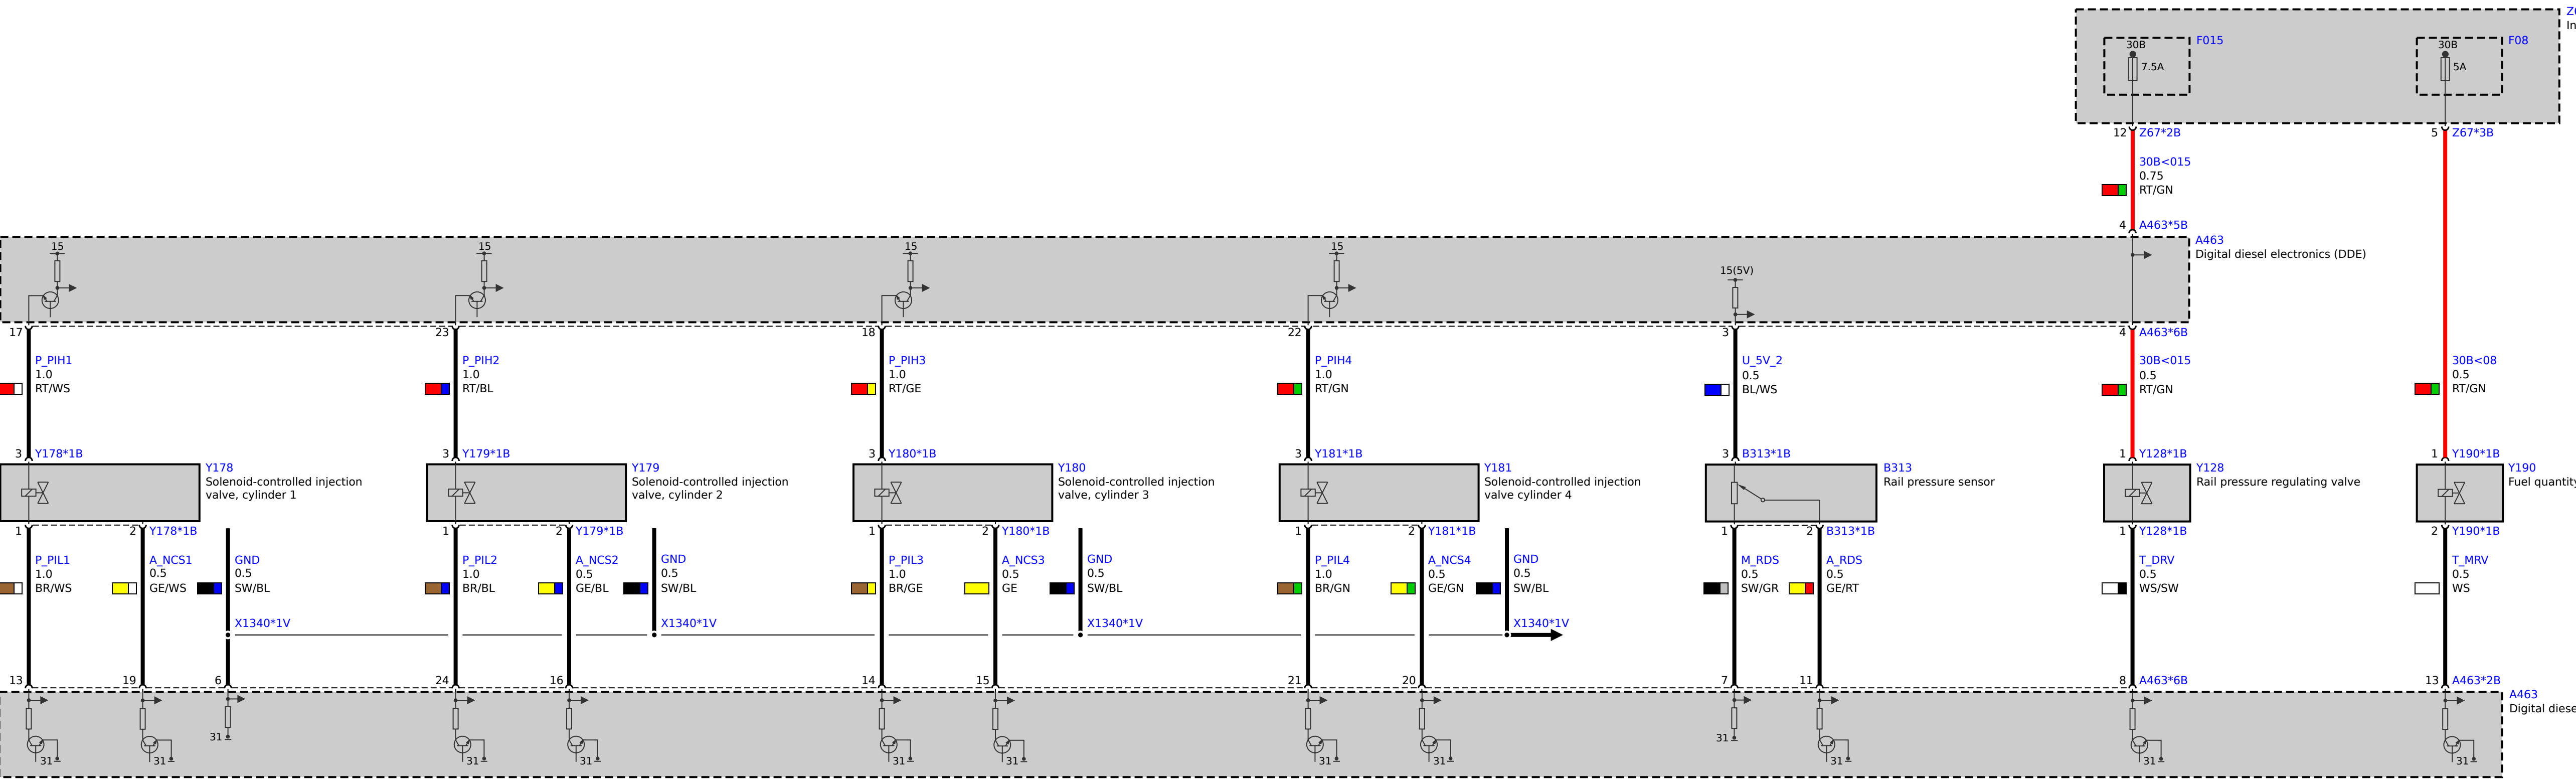 Z
In
30B
F015
30B
F08
7.5A
5A
12 Z67*2B
5 Z67*3B
30B<015
0.75
RT/GN
4 A463*5B
15
15
15
15
A463
Digital diesel electronics (DDE)
15(5V)
17
23
18
22
3
4 A463*6B
P_PIH1
1.0
RT/WS
P_PIH2
1.0
RT/BL
P_PIH3
1.0
RT/GE
P_PIH4
1.0
RT/GN
U_5V_2
0.5
BL/WS
30B<015
0.5
RT/GN
30B<08
0.5
RT/GN
3 Y178*1B
3 Y179*1B
3 Y180*1B
3 Y181*1B
3 B313*1B
1 Y128*1B
1 Y190*1B
Y178
Solenoid-controlled injection
valve, cylinder 1
Y179
Solenoid-controlled injection
valve, cylinder 2
Y180
Solenoid-controlled injection
valve, cylinder 3
Y181
Solenoid-controlled injection
valve cylinder 4
B313
Rail pressure sensor
Y128
Rail pressure regulating valve
Y190
Fuel quantity
1
2 Y178*1B
1
2 Y179*1B
1
2 Y180*1B
1
2 Y181*1B
1
2 B313*1B
1 Y128*1B
2 Y190*1B
P_PIL1
1.0
BR/WS
A_NCS1
0.5
GE/WS
GND
0.5
SW/BL
P_PIL2
1.0
BR/BL
A_NCS2
0.5
GE/BL
GND
0.5
SW/BL
P_PIL3
1.0
BR/GE
A_NCS3
0.5
GE
GND
0.5
SW/BL
P_PIL4
1.0
BR/GN
A_NCS4
0.5
GE/GN
GND
0.5
SW/BL
M_RDS
0.5
SW/GR
A_RDS
0.5
GE/RT
T_DRV
0.5
WS/SW
T_MRV
0.5
WS
X1340*1V
X1340*1V
X1340*1V
X1340*1V
13
19
6
24
16
14
15
21
20
7
11
8 A463*6B
13 A463*2B
A463
Digital diese
31
31
31
31
31
31
31
31
31
31
31
31
31